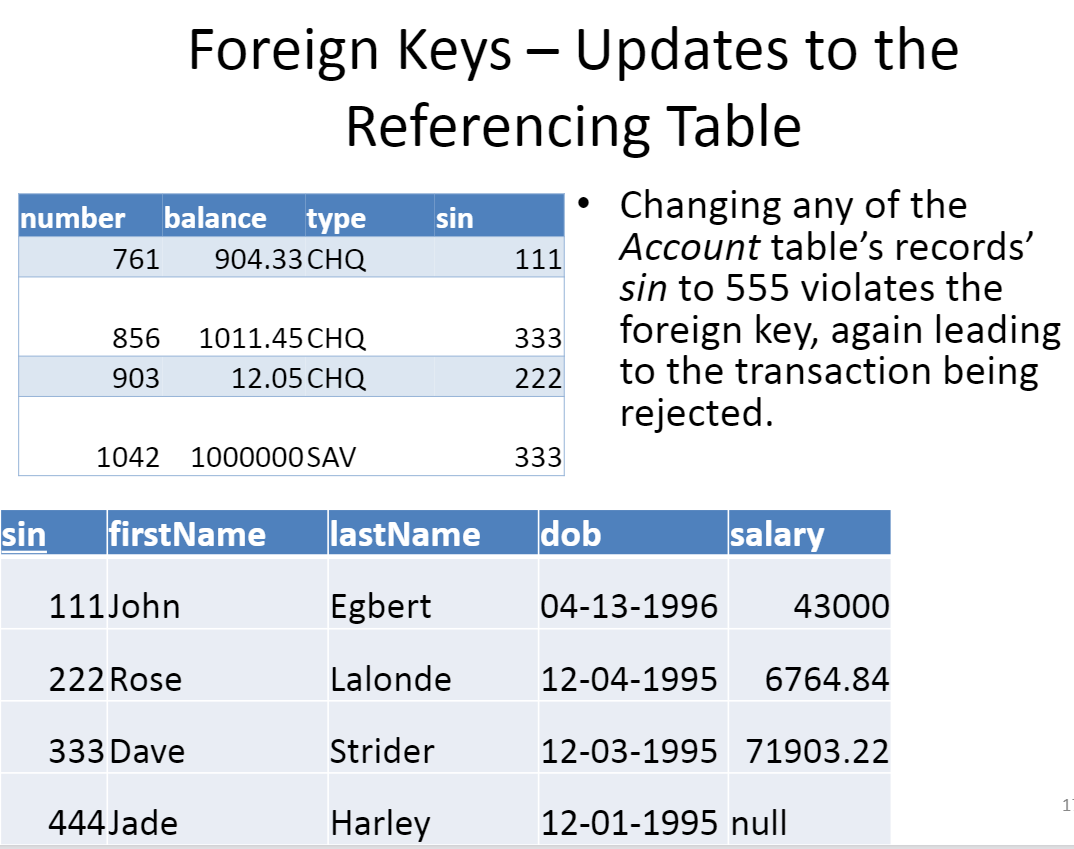 Foreign Keys – Updates to the
Referencing Table
number balance type sin
761 904.33 CHQ 111
856 1011.45 CHQ 333
903 12.05 CHQ 222
1042 1000000 SAV 333
• Changing any of the
Account table’s records’
sin to 555 violates the
foreign key, again leading
to the transaction being
rejected.
sin firstName lastName dob salary
111 John Egbert 04-13-1996 43000
222 Rose Lalonde 12-04-1995 6764.84
333 Dave Strider 12-03-1995 71903.22
444 Jade Harley 12-01-1995 null